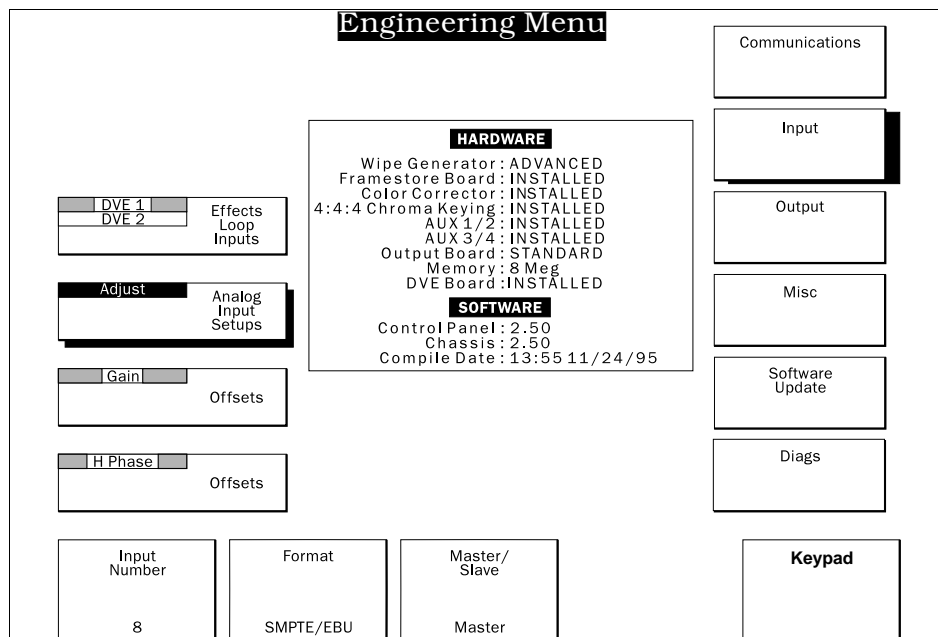 Engineering Menu
Communications
Input
Output
Misc
Software
Update
Diags
HARDWARE
Wipe Generator : ADVANCED
Framestore Board : INSTALLED
Color Corrector : INSTALLED
4:4:4 Chroma Keying : INSTALLED
AUX 1/2 : INSTALLED
AUX 3/4 : INSTALLED
Output Board : STANDARD
Memory : 8 Meg
DVE Board : INSTALLED
SOFTWARE
Control Panel : 2.50
Chassis : 2.50
Compile Date : 13:55 11/24/95
DVE 1
DVE 2
Effects
Loop
Inputs
Adjust
Analog
Input
Setups
Gain
Offsets
H Phase
Offsets
Input
Number
8
Format
SMPTE/EBU
Master/
Slave
Master
Keypad